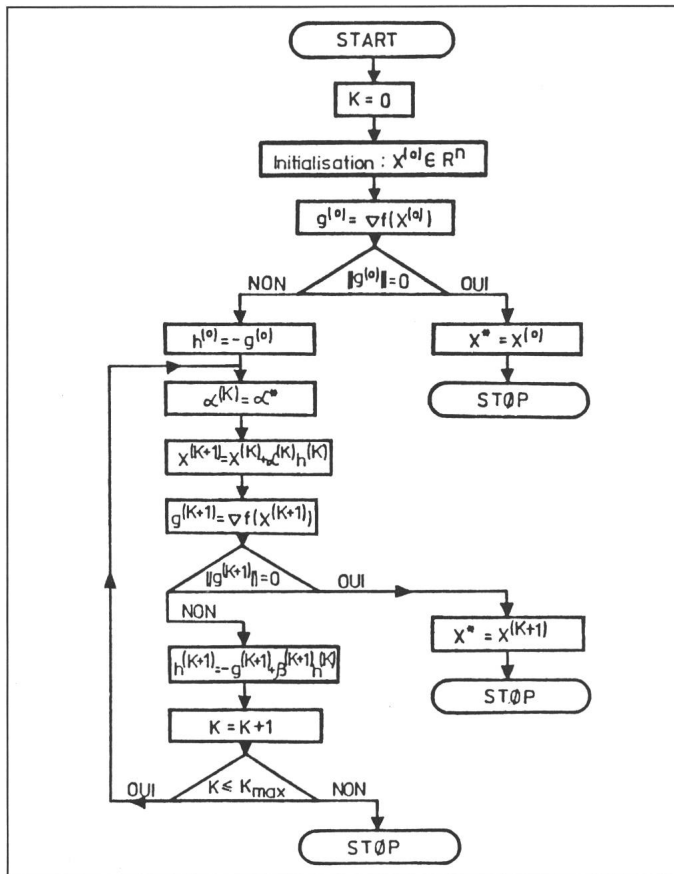 START
K = 0
Initialisation : X^(0) ∈ R^n
g^(0) = ∇f(X^(0))
‖g^(0)‖=0
NON
OUI
h^(0)=-g^(0)
X* = X^(0)
STØP
α^(K)=α*
X^(K+1)=X^(K)+α^(K)h^(K)
g^(K+1)=∇f(X^(K+1))
‖g^(K+1)‖=0
OUI
NON
X* = X^(K+1)
STØP
h^(K+1)=-g^(K+1)+β^(K+1)h^(K)
K = K+1
K ≤ Kmax
OUI
NON
STØP